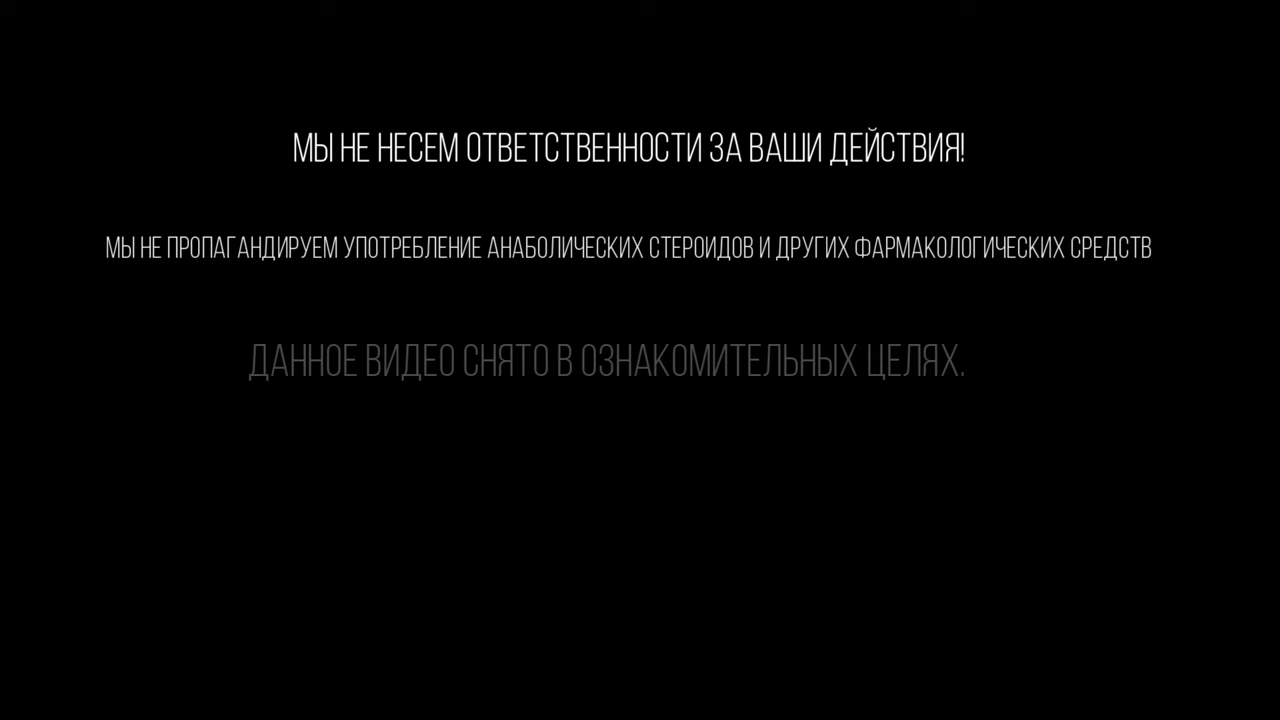 МЫ НЕ НЕСЕМ ОТВЕТСТВЕННОСТИ ЗА ВАШИ ДЕЙСТВИЯ!
МЫ НЕ ПРОПАГАНДИРУЕМ УПОТРЕБЛЕНИЕ АНАБОЛИЧЕСКИХ СТЕРОИДОВ И ДРУГИХ ФАРМАКОЛОГИЧЕСКИХ СРЕДСТВ
ДАННОЕ ВИДЕО СНЯТО В ОЗНАКОМИТЕЛЬНЫХ ЦЕЛЯХ.